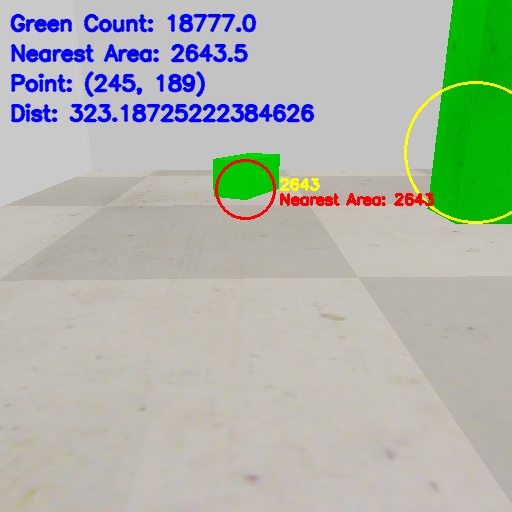 Green Count: 18777.0
Nearest Area: 2643.5
Point: (245, 189)
Dist: 323.18725222384626
2643
Nearest Area: 2643